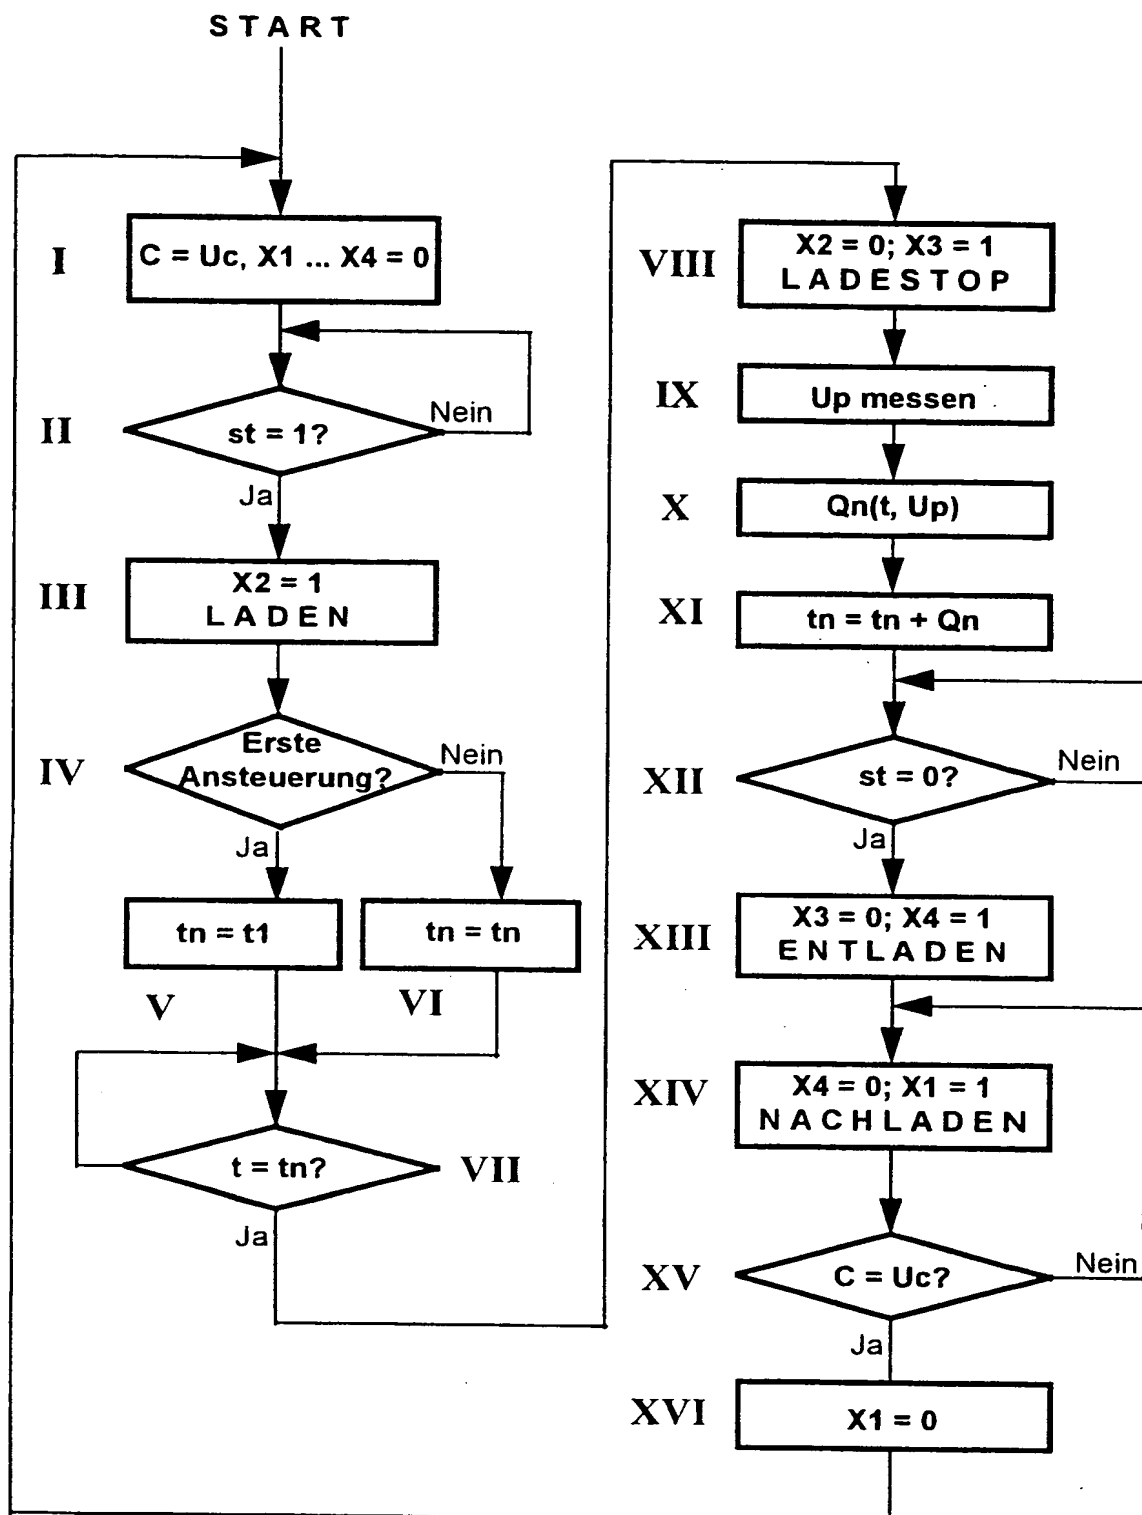 START
I
C = Uc, X1 ... X4 = 0
II
st = 1?
Nein
Ja
III
X2 = 1
LADEN
IV
Erste
Ansteuerung?
Nein
Ja
tn = t1
tn = tn
V
VI
t = tn?
VII
Ja
VIII
X2 = 0; X3 = 1
LADESTOP
IX
Up messen
X
Qn(t, Up)
XI
tn = tn + Qn
XII
st = 0?
Nein
Ja
XIII
X3 = 0; X4 = 1
ENTLADEN
XIV
X4 = 0; X1 = 1
NACHLADEN
XV
C = Uc?
Nein
Ja
XVI
X1 = 0